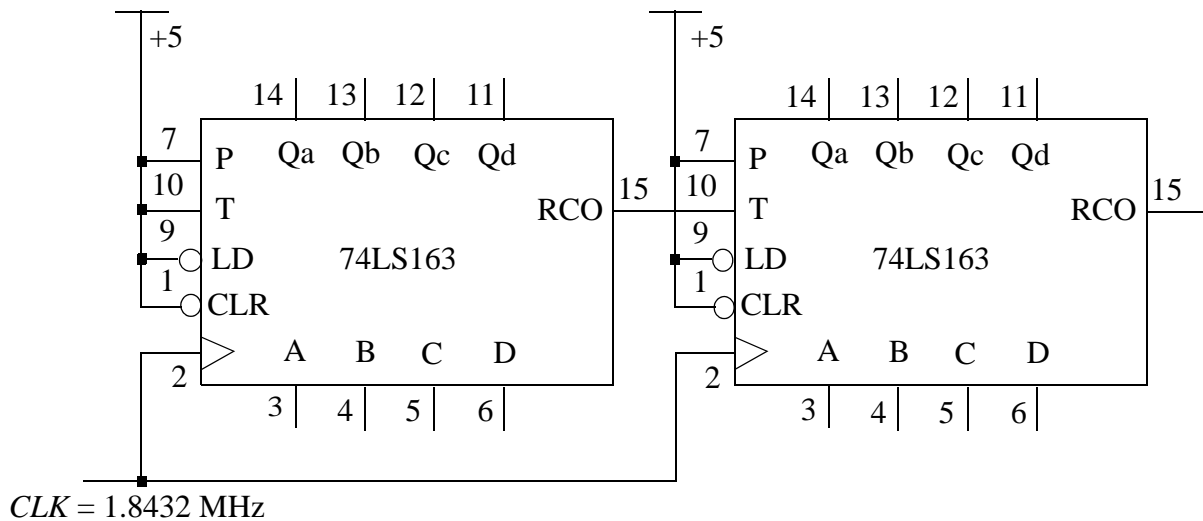 +5 +5
14 13 12 11 14 13 12 11
7 P Qa Qb Qc Qd 7 P Qa Qb Qc Qd
10 T RCO 15 10 T RCO 15
9 LD 74LS163 9 LD 74LS163
1 CLR 1 CLR
2 A B C D 2 A B C D
3 4 5 6 3 4 5 6
CLK = 1.8432 MHz